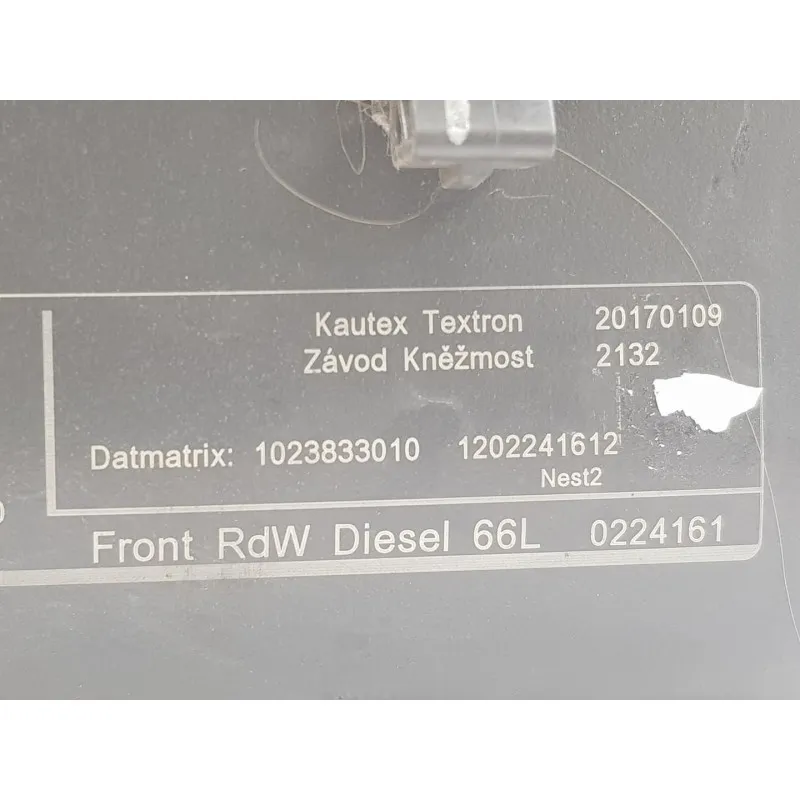 Kautex Textron 20170109
Závod Kněžmost 2132
Datmatrix: 1023833010 1202241612
Nest2
Front RdW Diesel 66L 0224161